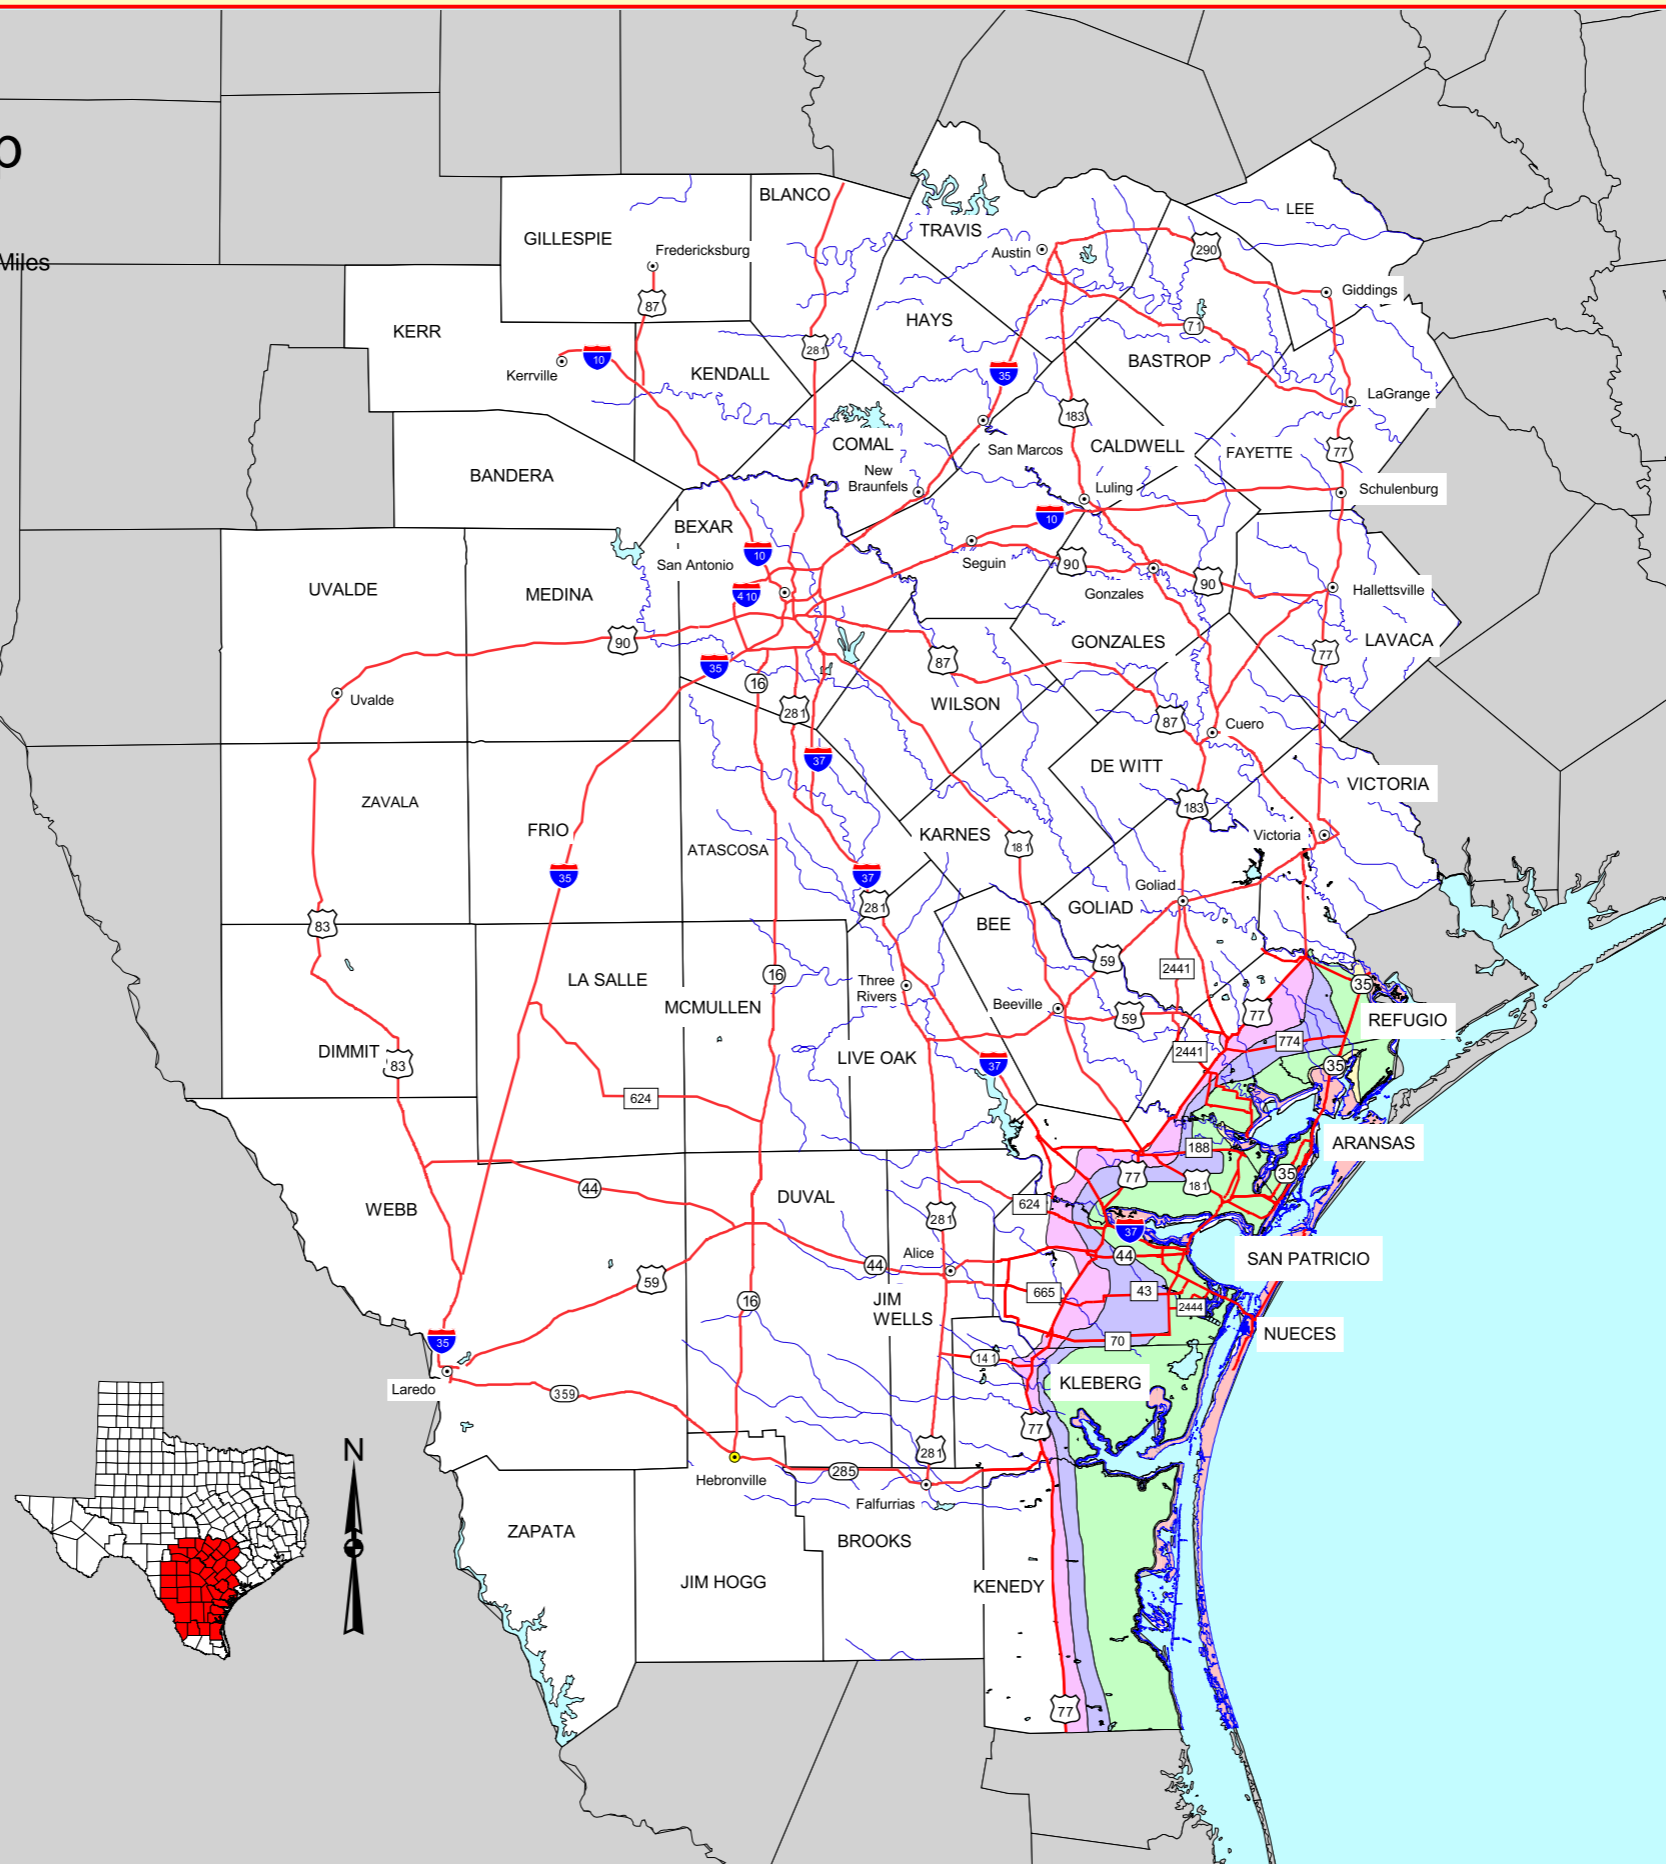 p
Miles
BLANCO
LEE
TRAVIS
GILLESPIE
Fredericksburg
Austin
290
87
Giddings
KERR
HAYS
71
281
BASTROP
10
Kerrville
KENDALL
35
LaGrange
183
COMAL
San Marcos
CALDWELL
FAYETTE
77
BANDERA
New
Braunfels
Luling
Schulenburg
BEXAR
10
San Antonio
10
Seguin
90
90
UVALDE
MEDINA
410
Gonzales
Hallettsville
90
GONZALES
LAVACA
35
87
77
16
Uvalde
281
WILSON
87
Cuero
37
DE WITT
VICTORIA
ZAVALA
183
FRIO
ATASCOSA
KARNES
181
Victoria
35
37
Goliad
281
BEE
GOLIAD
83
59
LA SALLE
16
2441
Three
Rivers
35
MCMULLEN
Beeville
59
77
REFUGIO
774
DIMMIT
83
LIVE OAK
37
2441
35
624
188
ARANSAS
77
181
35
44
DUVAL
WEBB
624
281
37
Alice
44
44
SAN PATRICIO
59
665
43
16
JIM
WELLS
2444
35
70
NUECES
141
Laredo
359
KLEBERG
77
N
281
Hebronville
285
Falfurrias
ZAPATA
BROOKS
JIM HOGG
KENEDY
77